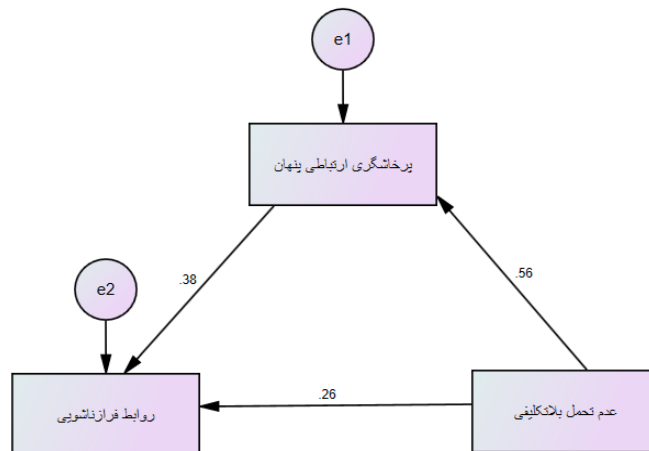 e1
پرخاشگری ارتباطی پنهان
.38
.56
e2
روابط فرازناشویی
.26
عدم تحمل بلاتکلیفی